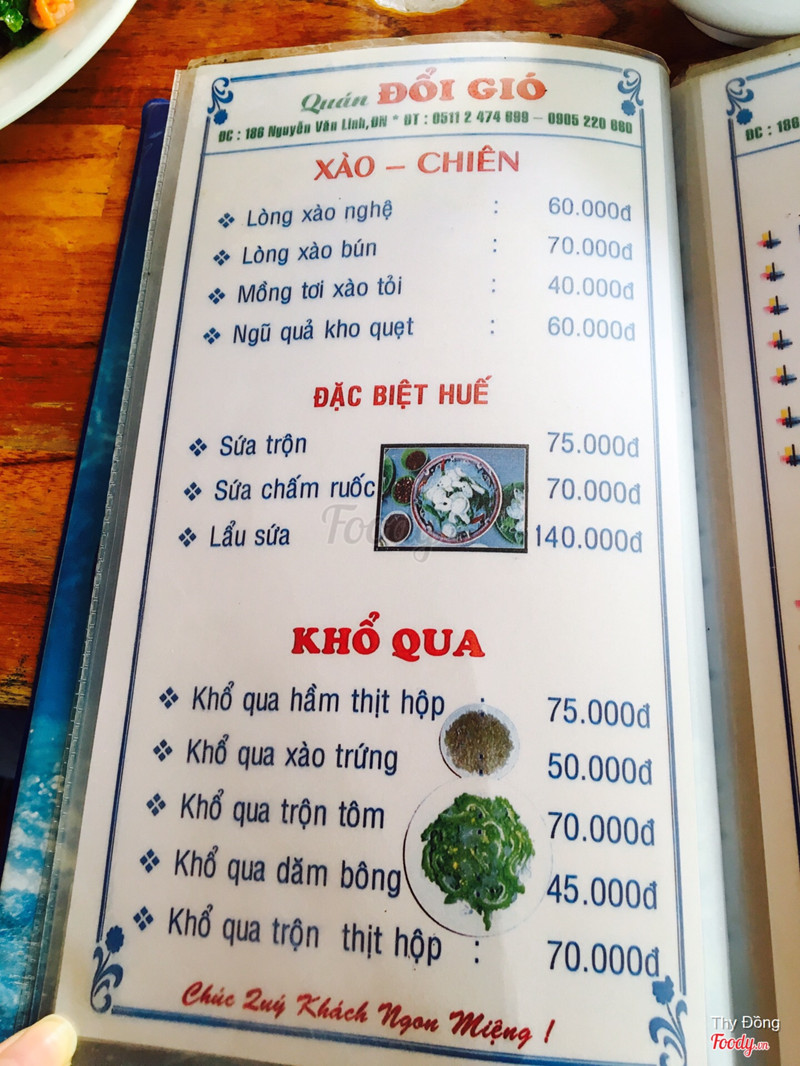 Quán ĐỔI GIÓ
ĐC : 186 Nguyễn Văn Linh, ĐN * ĐT : 0511 2 474 899 – 0905 220 880
XÀO – CHIÊN
Lòng xào nghệ : 60.000đ
Lòng xào bún : 70.000đ
Mồng tơi xào tỏi : 40.000đ
Ngũ quả kho quẹt : 60.000đ
ĐẶC BIỆT HUẾ
Sứa trộn 75.000đ
Sứa chấm ruốc 70.000đ
Lẩu sứa 140.000đ
Foody
KHỔ QUA
Khổ qua hầm thịt hộp : 75.000đ
Khổ qua xào trứng 50.000đ
Khổ qua trộn tôm 70.000đ
Khổ qua dăm bông 45.000đ
Khổ qua trộn thịt hộp : 70.000đ
Chúc Quý Khách Ngon Miệng !
ĐC : 186
Thy Đồng
Foody.vn